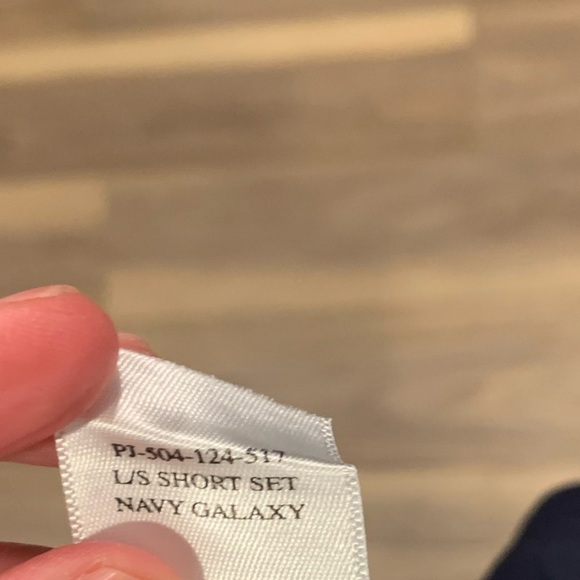 PJ-504-124-517
L/S SHORT SET
NAVY GALAXY